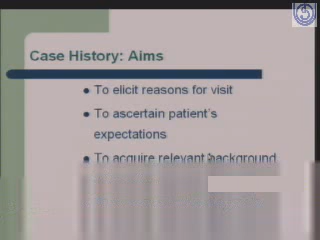 Case History: Aims
To elicit reasons for visit
To ascertain patient's
expectations
To acquire relevant background